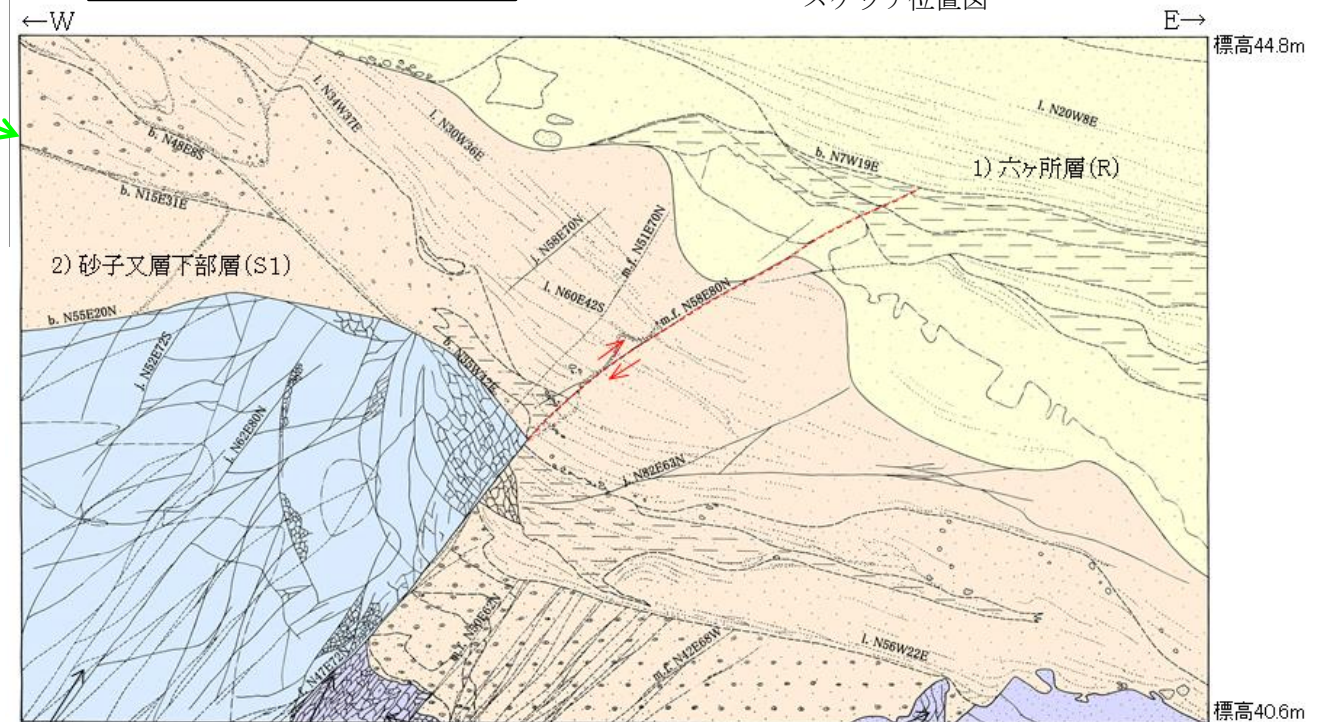 スケッチ位置図
←W
E→
標高44.8m
l. N34W37E
l. N30W36E
l. N20W8E
b. N48E8S
b. N7W19E
1) 六ヶ所層(R)
b. N15E31E
j. N58E70N
m.f. N51E70N
2) 砂子又層下部層(S1)
l. N60E42S
m.f. N58E80N
b. N55E20N
j. N52E72S
b. N35W42E
j. N62E80N
j. N82E63N
m.f. N42E68W
l. N56W22E
標高40.6m